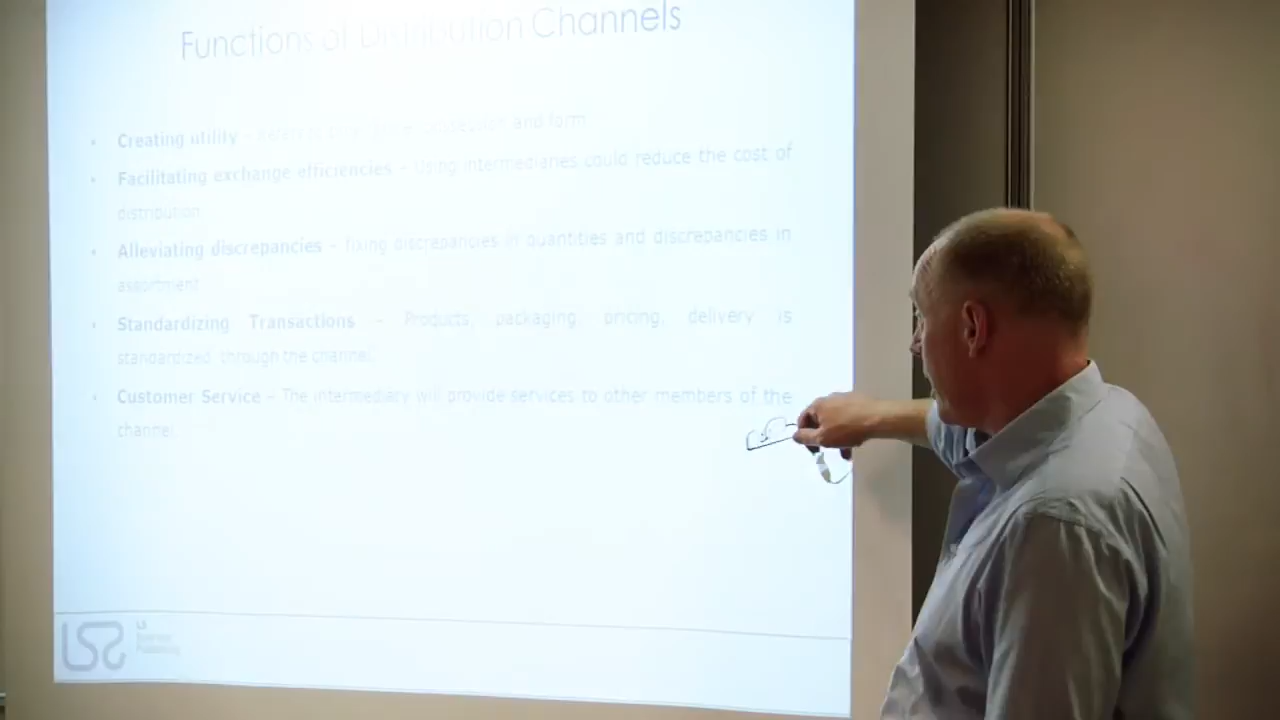 Functions of Distribution Channels
Creating utility – and form
Facilitating exchange efficiencies – Using intermediaries could reduce the cost of
distribution
Alleviating discrepancies – fixing discrepancies in quantities and discrepancies in
assortment
Standardizing Transactions – Products, packaging, pricing, delivery is
standardized through the channel
Customer Service – The intermediary will provide services to other members of the
channel.
LS